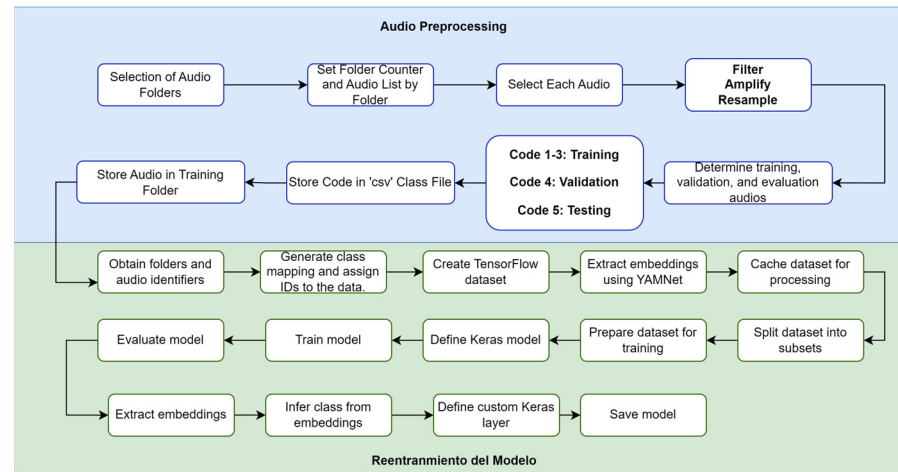 Audio Preprocessing
Selection of Audio
Folders
Set Folder Counter
and Audio List by
Folder
Select Each Audio
Filter
Amplify
Resample
Determine training,
validation, and evaluation
audios
Code 1-3: Training
Code 4: Validation
Code 5: Testing
Store Code in 'csv' Class File
Store Audio in Training
Folder
Obtain folders and
audio identifiers
Generate class
mapping and assign
IDs to the data.
Create TensorFlow
dataset
Extract embeddings
using YAMNet
Cache dataset for
processing
Split dataset into
subsets
Prepare dataset for
training
Define Keras model
Train model
Evaluate model
Extract embeddings
Infer class from
embeddings
Define custom Keras
layer
Save model
Reentranmiento del Modelo